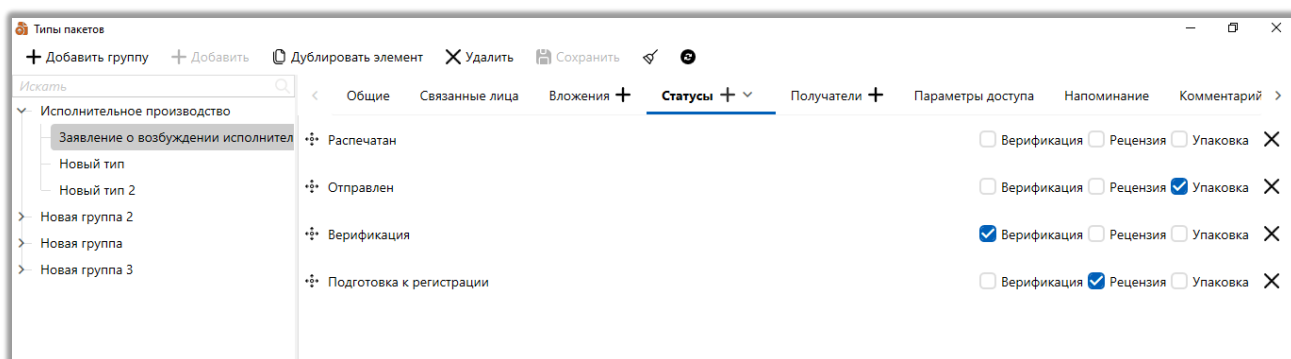 Типы пакетов
Добавить группу Добавить Дублировать элемент Удалить Сохранить
Искать
Общие Связанные лица Вложения Статусы Получатели Параметры доступа Напоминание Комментарий
Исполнительное производство
Заявление о возбуждении исполнител
Новый тип
Новый тип 2
Новая группа 2
Новая группа
Новая группа 3
Распечатан Верификация Рецензия Упаковка
Отправлен Верификация Рецензия Упаковка
Верификация Верификация Рецензия Упаковка
Подготовка к регистрации Верификация Рецензия Упаковка